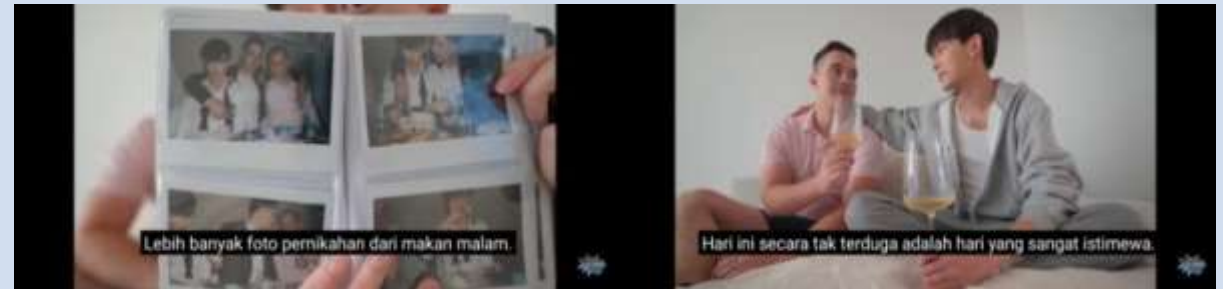 Lebih banyak foto pernikahan dari makan malam.
Hari ini secara tak terduga adalah hari yang sangat istimewa.